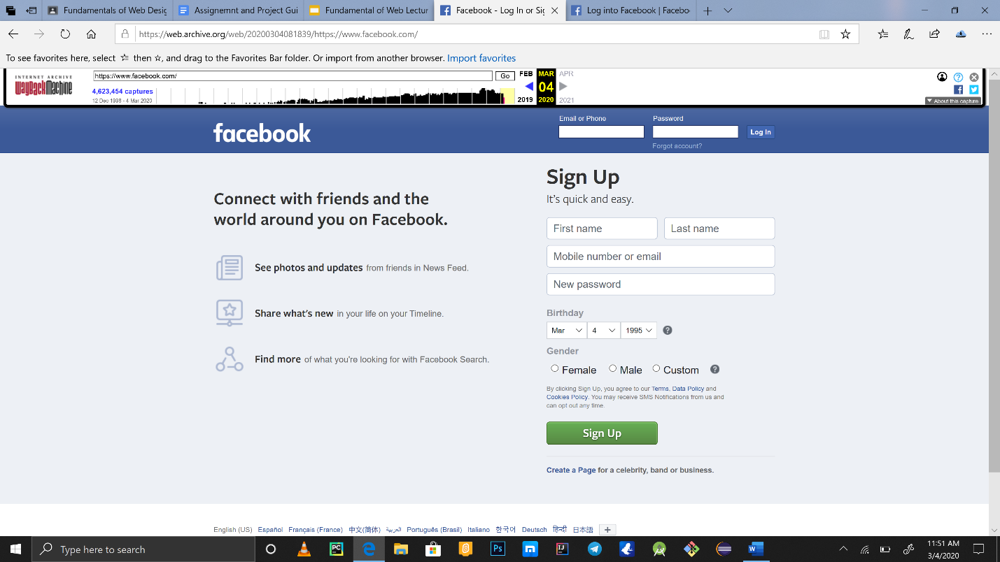 Fundamentals of Web Desig
Assignemnt and Project Gui
Fundamental of Web Lectur
Facebook - Log In or Sig
Log into Facebook | Facebo
https://web.archive.org/web/20200304081839/https://www.facebook.com/
To see favorites here, select then ☆, and drag to the Favorites Bar folder. Or import from another browser. Import favorites
INTERNET ARCHIVE
WayBackMachine
https://www.facebook.com/
Go
FEB MAR APR
04
4,623,454 captures
12 Dec 1998 - 4 Mar 2020
2019 2020 2021
About this capture
facebook
Email or Phone
Password
Log In
Forgot account?
Connect with friends and the
world around you on Facebook.
See photos and updates from friends in News Feed.
Share what's new in your life on your Timeline.
Find more of what you're looking for with Facebook Search.
Sign Up
It's quick and easy.
First name
Last name
Mobile number or email
New password
Birthday
Mar 4 1995
Gender
Female Male Custom
By clicking Sign Up, you agree to our Terms, Data Policy and
Cookies Policy. You may receive SMS Notifications from us and
can opt out any time.
Sign Up
Create a Page for a celebrity, band or business.
English (US) Español Français (France) 中文(简体) العربية Português (Brasil) Italiano 한국어 Deutsch हिन्दी 日本語
Type here to search
PC
Ps
m
IJ
W
11:51 AM
3/4/2020